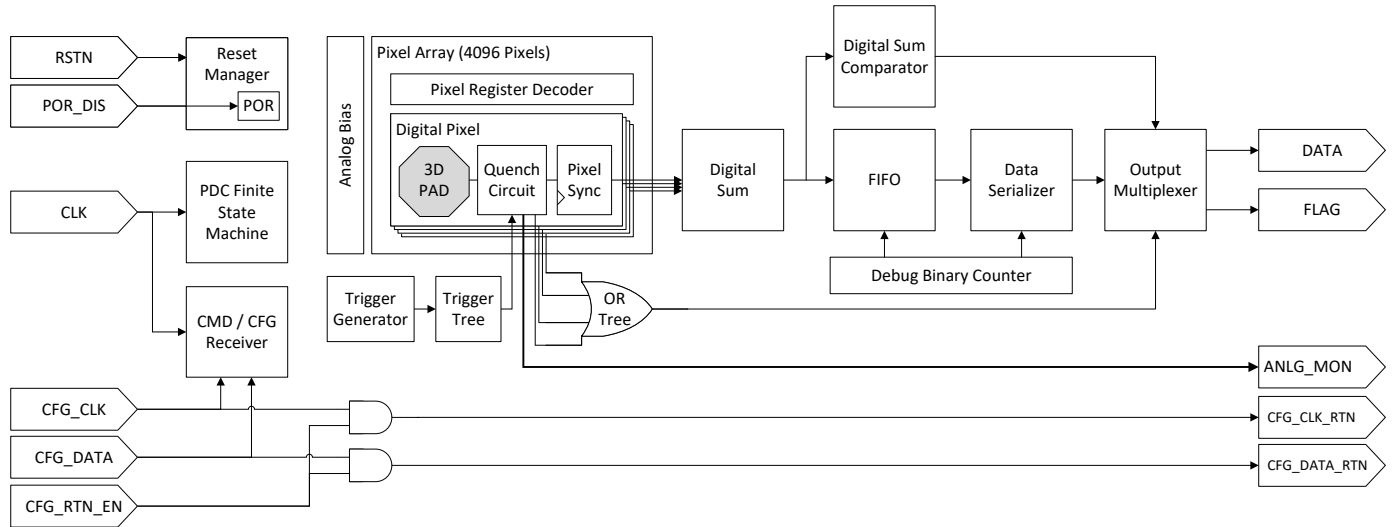 RSTN
POR_DIS
CLK
CFG_CLK
CFG_DATA
CFG_RTN_EN
Reset
Manager
POR
PDC Finite
State
Machine
CMD / CFG
Receiver
Analog Bias
Pixel Array (4096 Pixels)
Pixel Register Decoder
Digital Pixel
3D
PAD
Quench
Circuit
Pixel
Sync
Trigger
Generator
Trigger
Tree
OR
Tree
Digital
Sum
Digital Sum
Comparator
FIFO
Data
Serializer
Debug Binary Counter
Output
Multiplexer
DATA
FLAG
ANLG_MON
CFG_CLK_RTN
CFG_DATA_RTN